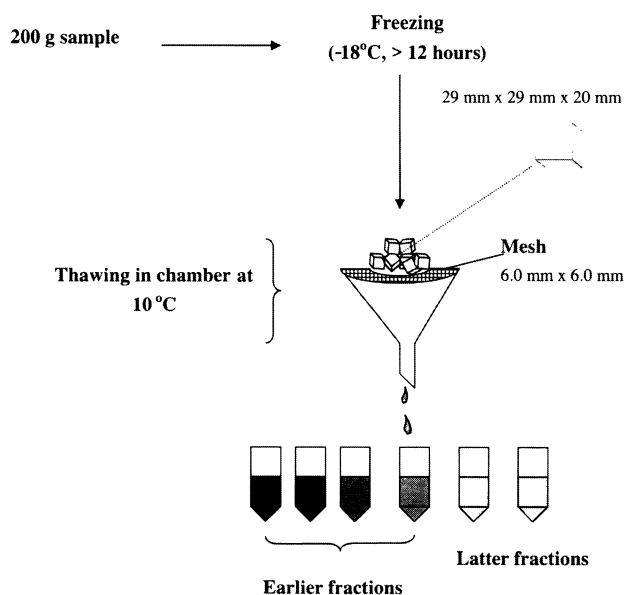 200 g sample
Freezing
(-18°C, > 12 hours)
29 mm x 29 mm x 20 mm
Mesh
6.0 mm x 6.0 mm
Thawing in chamber at
10 °C
Latter fractions
Earlier fractions